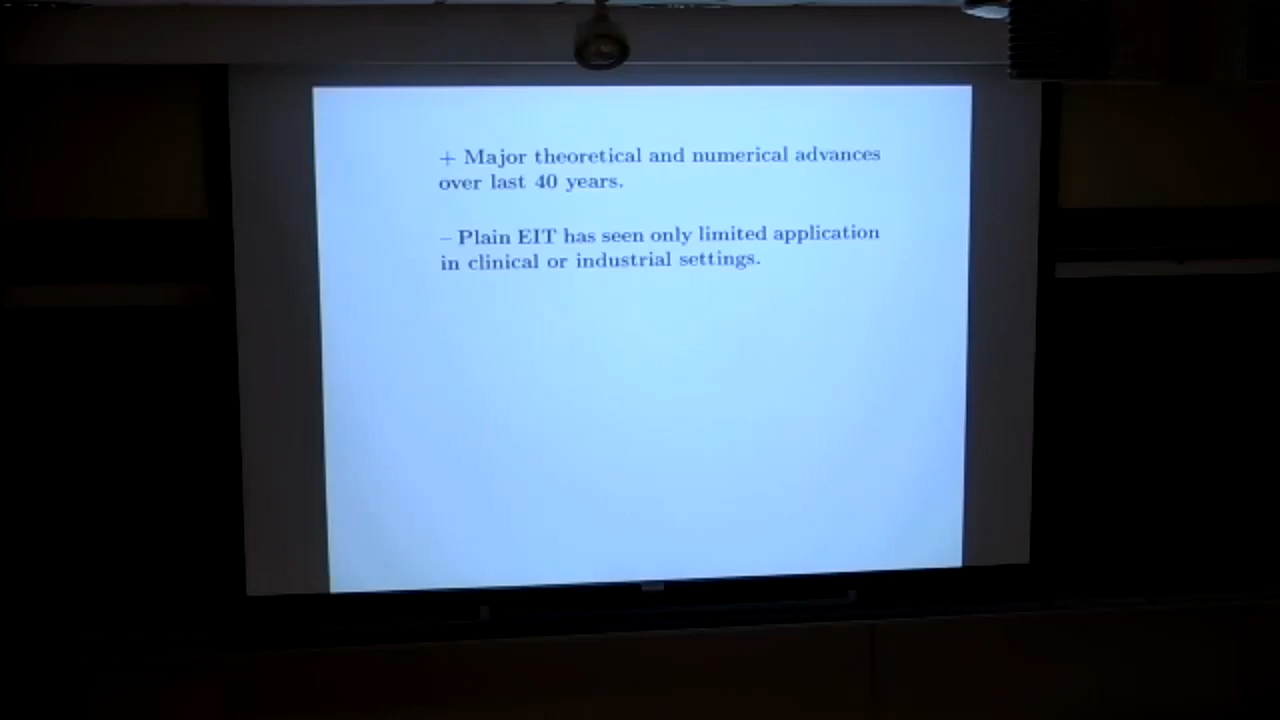 + Major theoretical and numerical advances
over last 40 years.
– Plain EIT has seen only limited application
in clinical or industrial settings.